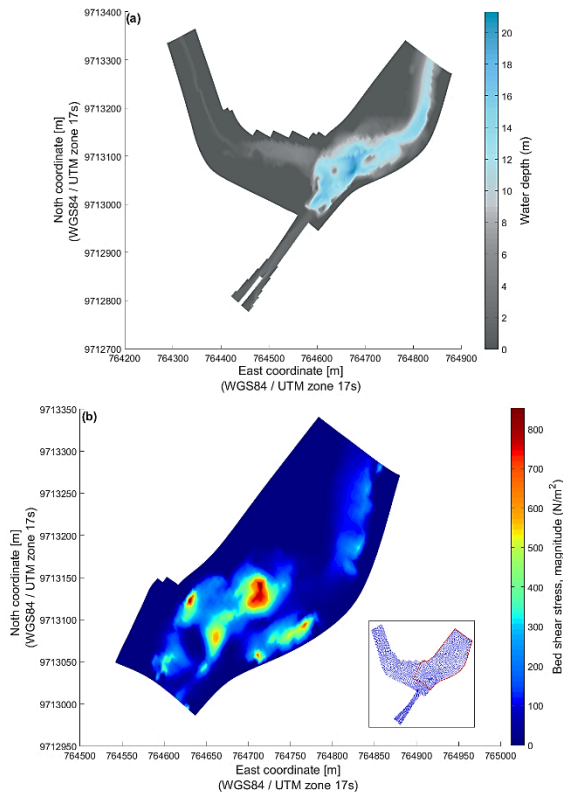 (a)
9713400
9713300
9713200
9713100
9713000
9712900
9712800
9712700
Noth coordinate [m]
(WGS84 / UTM zone 17s)
764200 764300 764400 764500 764600 764700 764800 764900
East coordinate [m]
(WGS84 / UTM zone 17s)
20
18
16
14
12
10
8
6
4
2
0
Water depth (m)
(b)
9713350
9713300
9713250
9713200
9713150
9713100
9713050
9713000
9712950
Noth coordinate [m]
(WGS84 / UTM zone 17s)
764500 764550 764600 764650 764700 764750 764800 764850 764900 764950 765000
East coordinate [m]
(WGS84 / UTM zone 17s)
800
700
600
500
400
300
200
100
0
Bed shear stress, magnitude (N/m²)